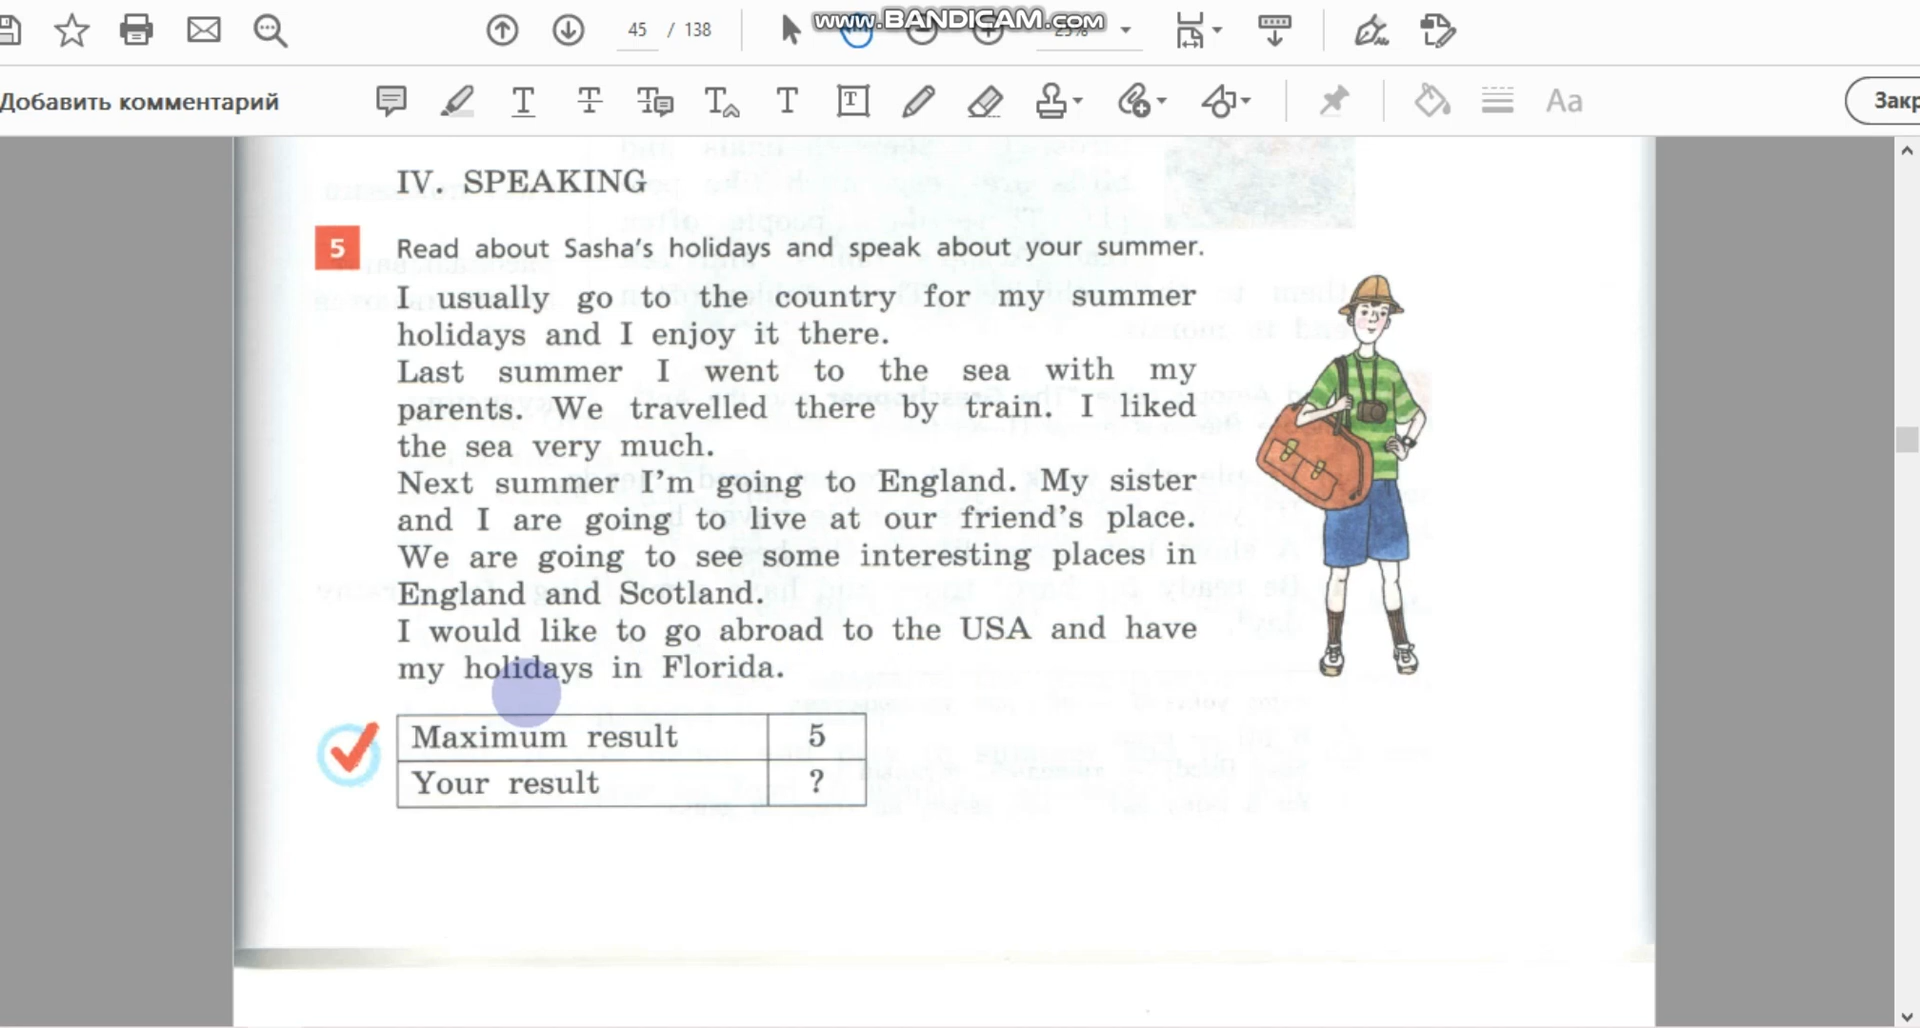 45 / 138
www.BANDICAM.com
Добавить комментарий
Aa
IV. SPEAKING
5 Read about Sasha's holidays and speak about your summer.
I usually go to the country for my summer
holidays and I enjoy it there.
Last summer I went to the sea with my
parents. We travelled there by train. I liked
the sea very much.
Next summer I'm going to England. My sister
and I are going to live at our friend's place.
We are going to see some interesting places in
England and Scotland.
I would like to go abroad to the USA and have
my holidays in Florida.
Maximum result 5
Your result ?